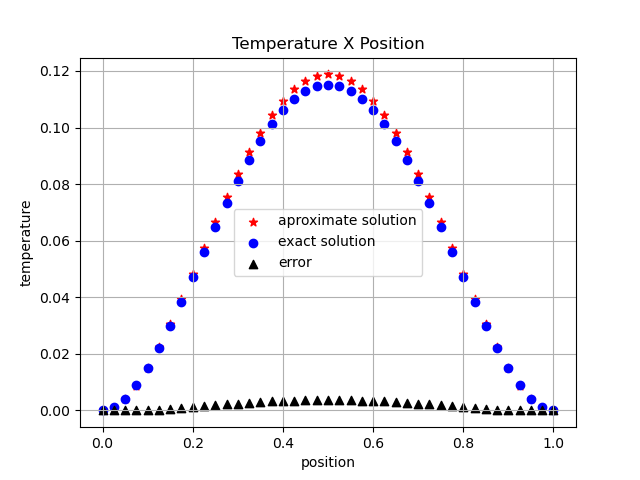 Temperature X Position
temperature
0.12
0.10
0.08
0.06
0.04
0.02
0.00
aproximate solution
exact solution
error
0.0 0.2 0.4 0.6 0.8 1.0
position